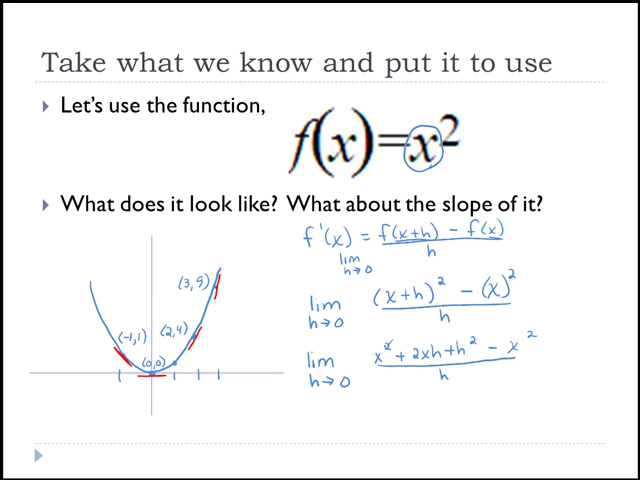 Take what we know and put it to use
Let's use the function,
f(x)=x²
What does it look like? What about the slope of it?
f'(x) = lim h→0 f(x+h) - f(x) / h
lim h→0 (x+h)² - (x)² / h
lim h→0 x² + 2xh + h² - x² / h
(3,9)
(-1,1)
(2,4)
(0,0)